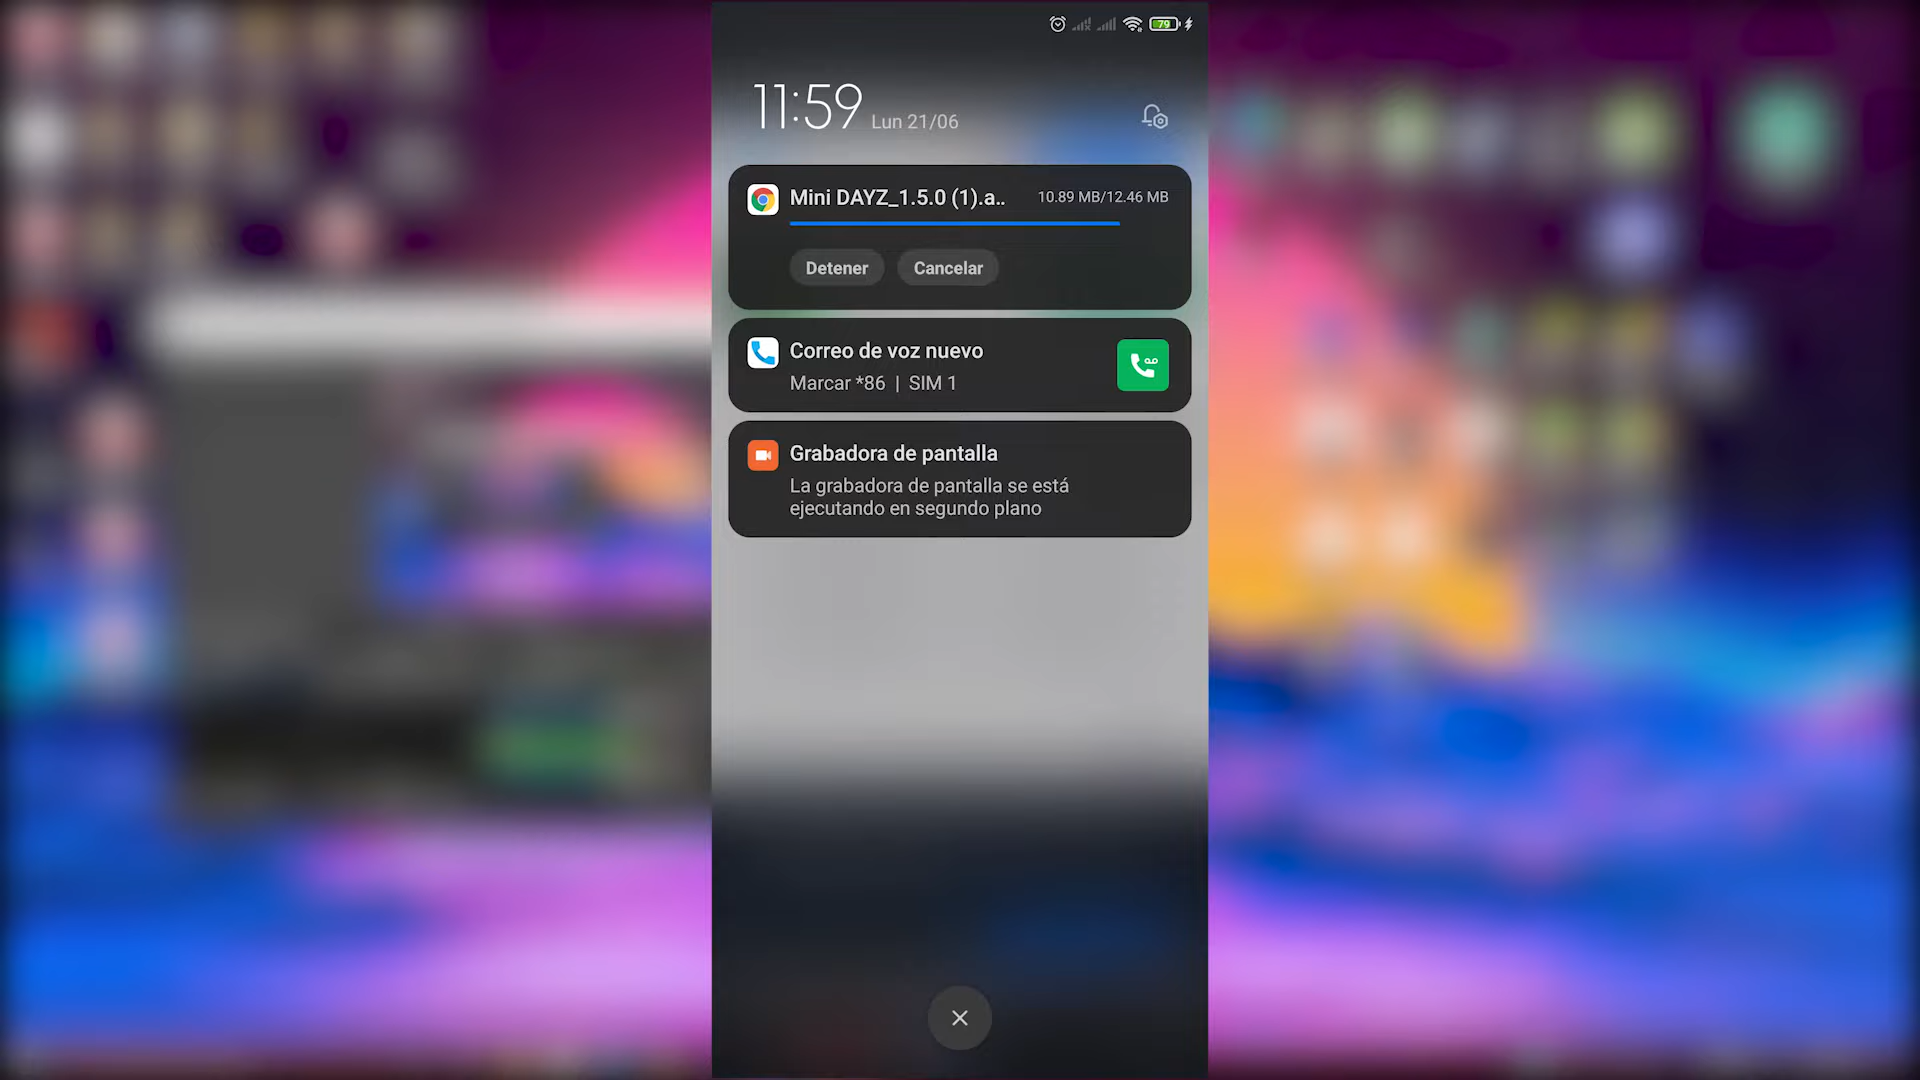 79
11:59 Lun 21/06
Mini DAYZ_1.5.0 (1).a.. 10.89 MB/12.46 MB
Detener Cancelar
Correo de voz nuevo
Marcar *86 | SIM 1
Grabadora de pantalla
La grabadora de pantalla se está
ejecutando en segundo plano